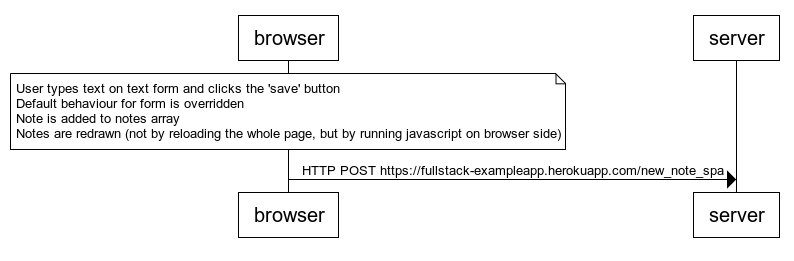 browser
server
User types text on text form and clicks the 'save' button
Default behaviour for form is overridden
Note is added to notes array
Notes are redrawn (not by reloading the whole page, but by running javascript on browser side)
HTTP POST https://fullstack-exampleapp.herokuapp.com/new_note_spa
browser
server